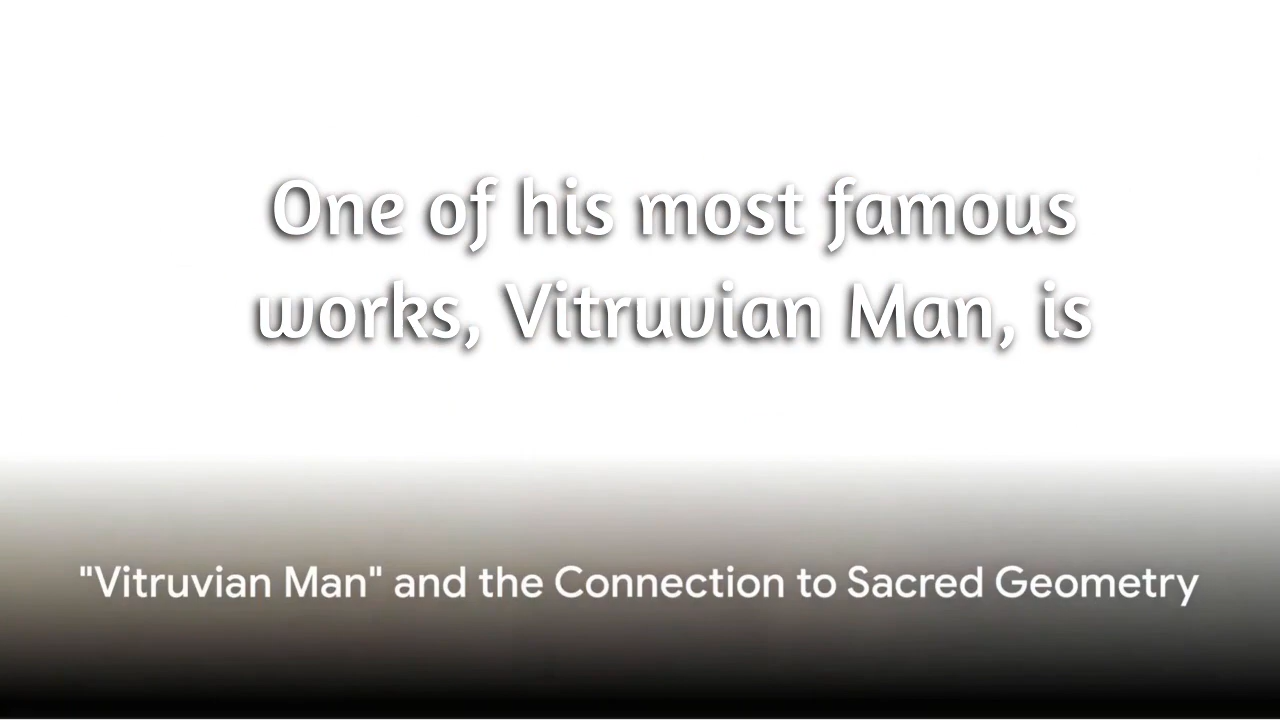 One of his most famous
works, Vitruvian Man, is
"Vitruvian Man" and the Connection to Sacred Geometry